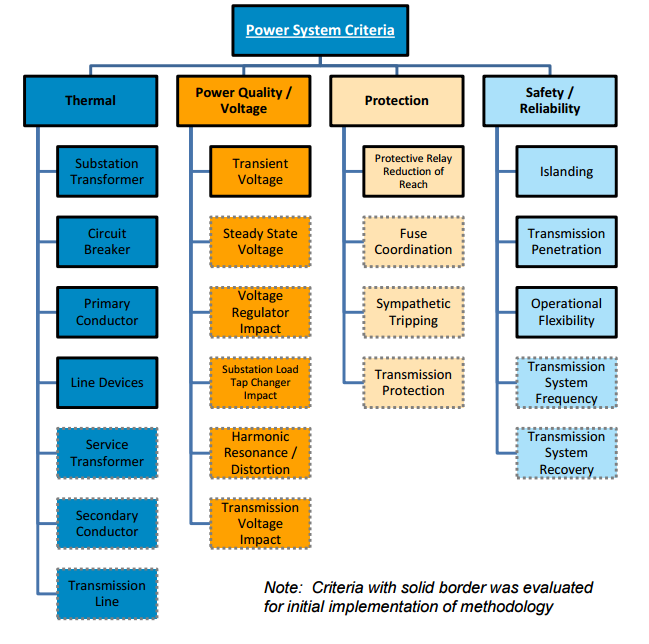 Power System Criteria
Thermal
Substation
Transformer
Circuit
Breaker
Primary
Conductor
Line Devices
Service
Transformer
Secondary
Conductor
Transmission
Line
Power Quality /
Voltage
Transient
Voltage
Steady State
Voltage
Voltage
Regulator
Impact
Substation Load
Tap Changer
Impact
Harmonic
Resonance /
Distortion
Transmission
Voltage
Impact
Protection
Protective Relay
Reduction of
Reach
Fuse
Coordination
Sympathetic
Tripping
Transmission
Protection
Safety /
Reliability
Islanding
Transmission
Penetration
Operational
Flexibility
Transmission
System
Frequency
Transmission
System
Recovery
Note:  Criteria with solid border was evaluated
for initial implementation of methodology